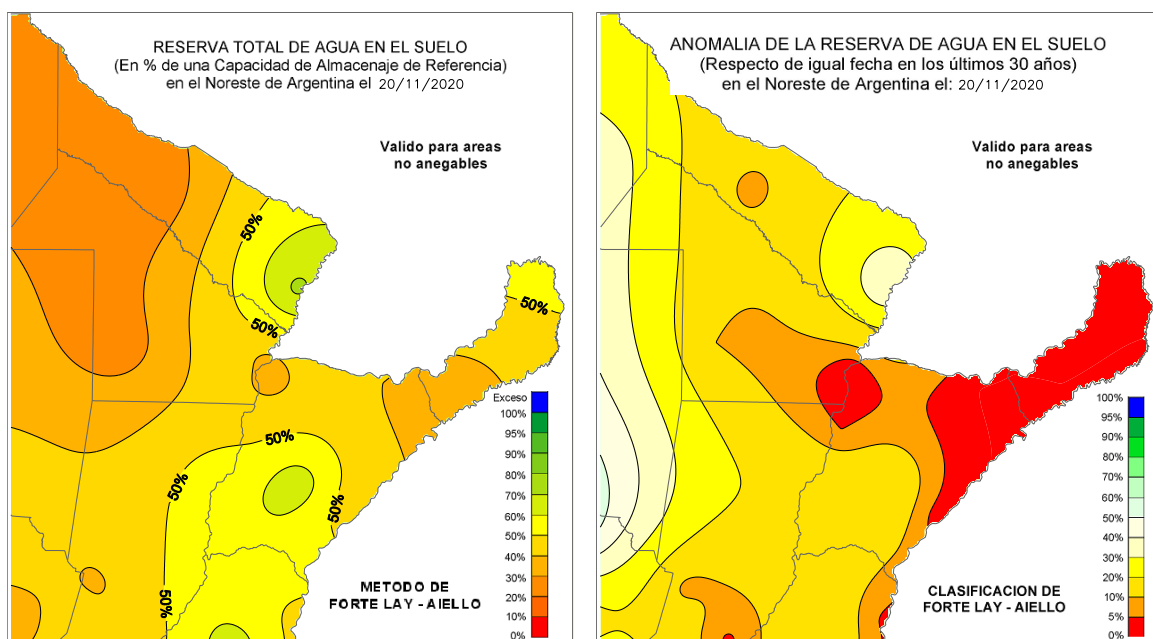 RESERVA TOTAL DE AGUA EN EL SUELO
(En % de una Capacidad de Almacenaje de Referencia)
en el Noreste de Argentina el 20/11/2020
Valido para areas
no anegables
50%
50%
50%
50%
50%
50%
50%
Exceso
100%
95%
90%
80%
70%
60%
50%
40%
30%
20%
10%
0%
METODO DE
FORTE LAY - AIELLO
ANOMALIA DE LA RESERVA DE AGUA EN EL SUELO
(Respecto de igual fecha en los últimos 30 años)
en el Noreste de Argentina el: 20/11/2020
Valido para areas
no anegables
100%
95%
90%
80%
70%
60%
50%
40%
30%
20%
10%
5%
0%
CLASIFICACION DE
FORTE LAY - AIELLO